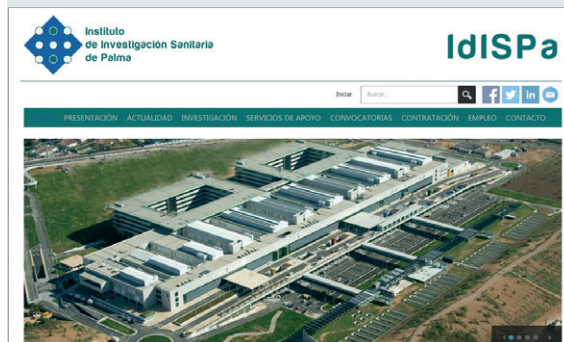 Instituto
de Investigación Sanitaria
de Palma
IdISPa
Iniciar Buscar...
PRESENTACIÓN ACTUALIDAD INVESTIGACIÓN SERVICIOS DE APOYO CONVOCATORIAS CONTRATACIÓN EMPLEO CONTACTO